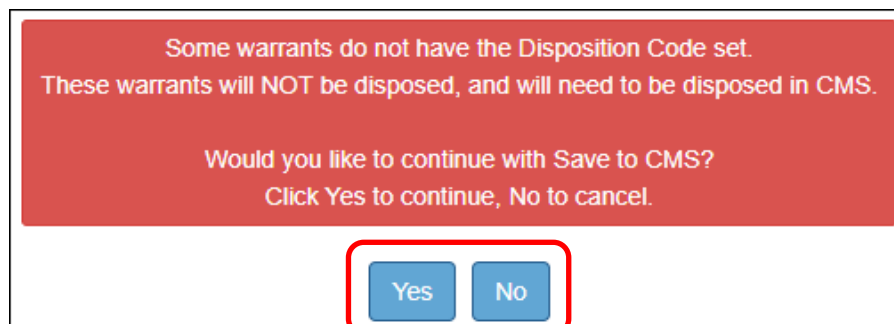 Some warrants do not have the Disposition Code set.
These warrants will NOT be disposed, and will need to be disposed in CMS.
Would you like to continue with Save to CMS?
Click Yes to continue, No to cancel.
Yes No